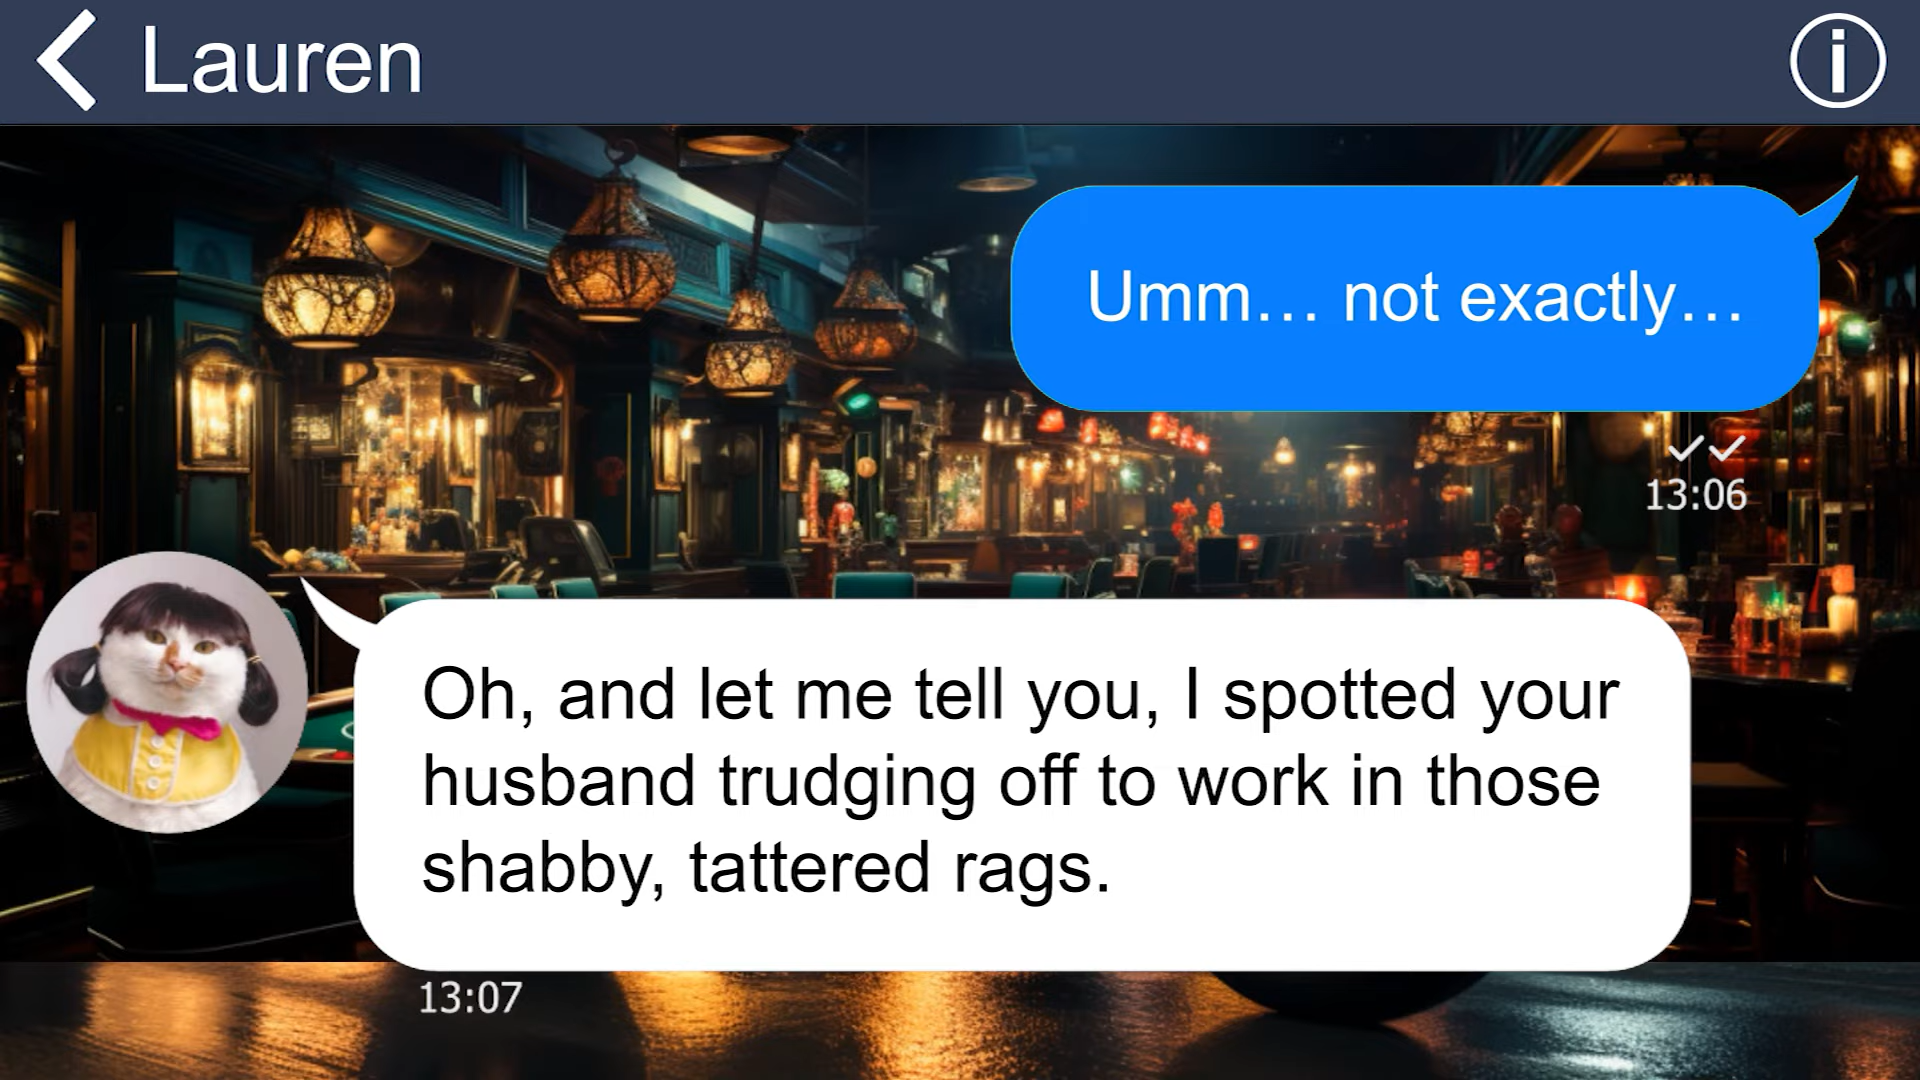 Lauren
Umm… not exactly…
13:06
Oh, and let me tell you, I spotted your
husband trudging off to work in those
shabby, tattered rags.
13:07